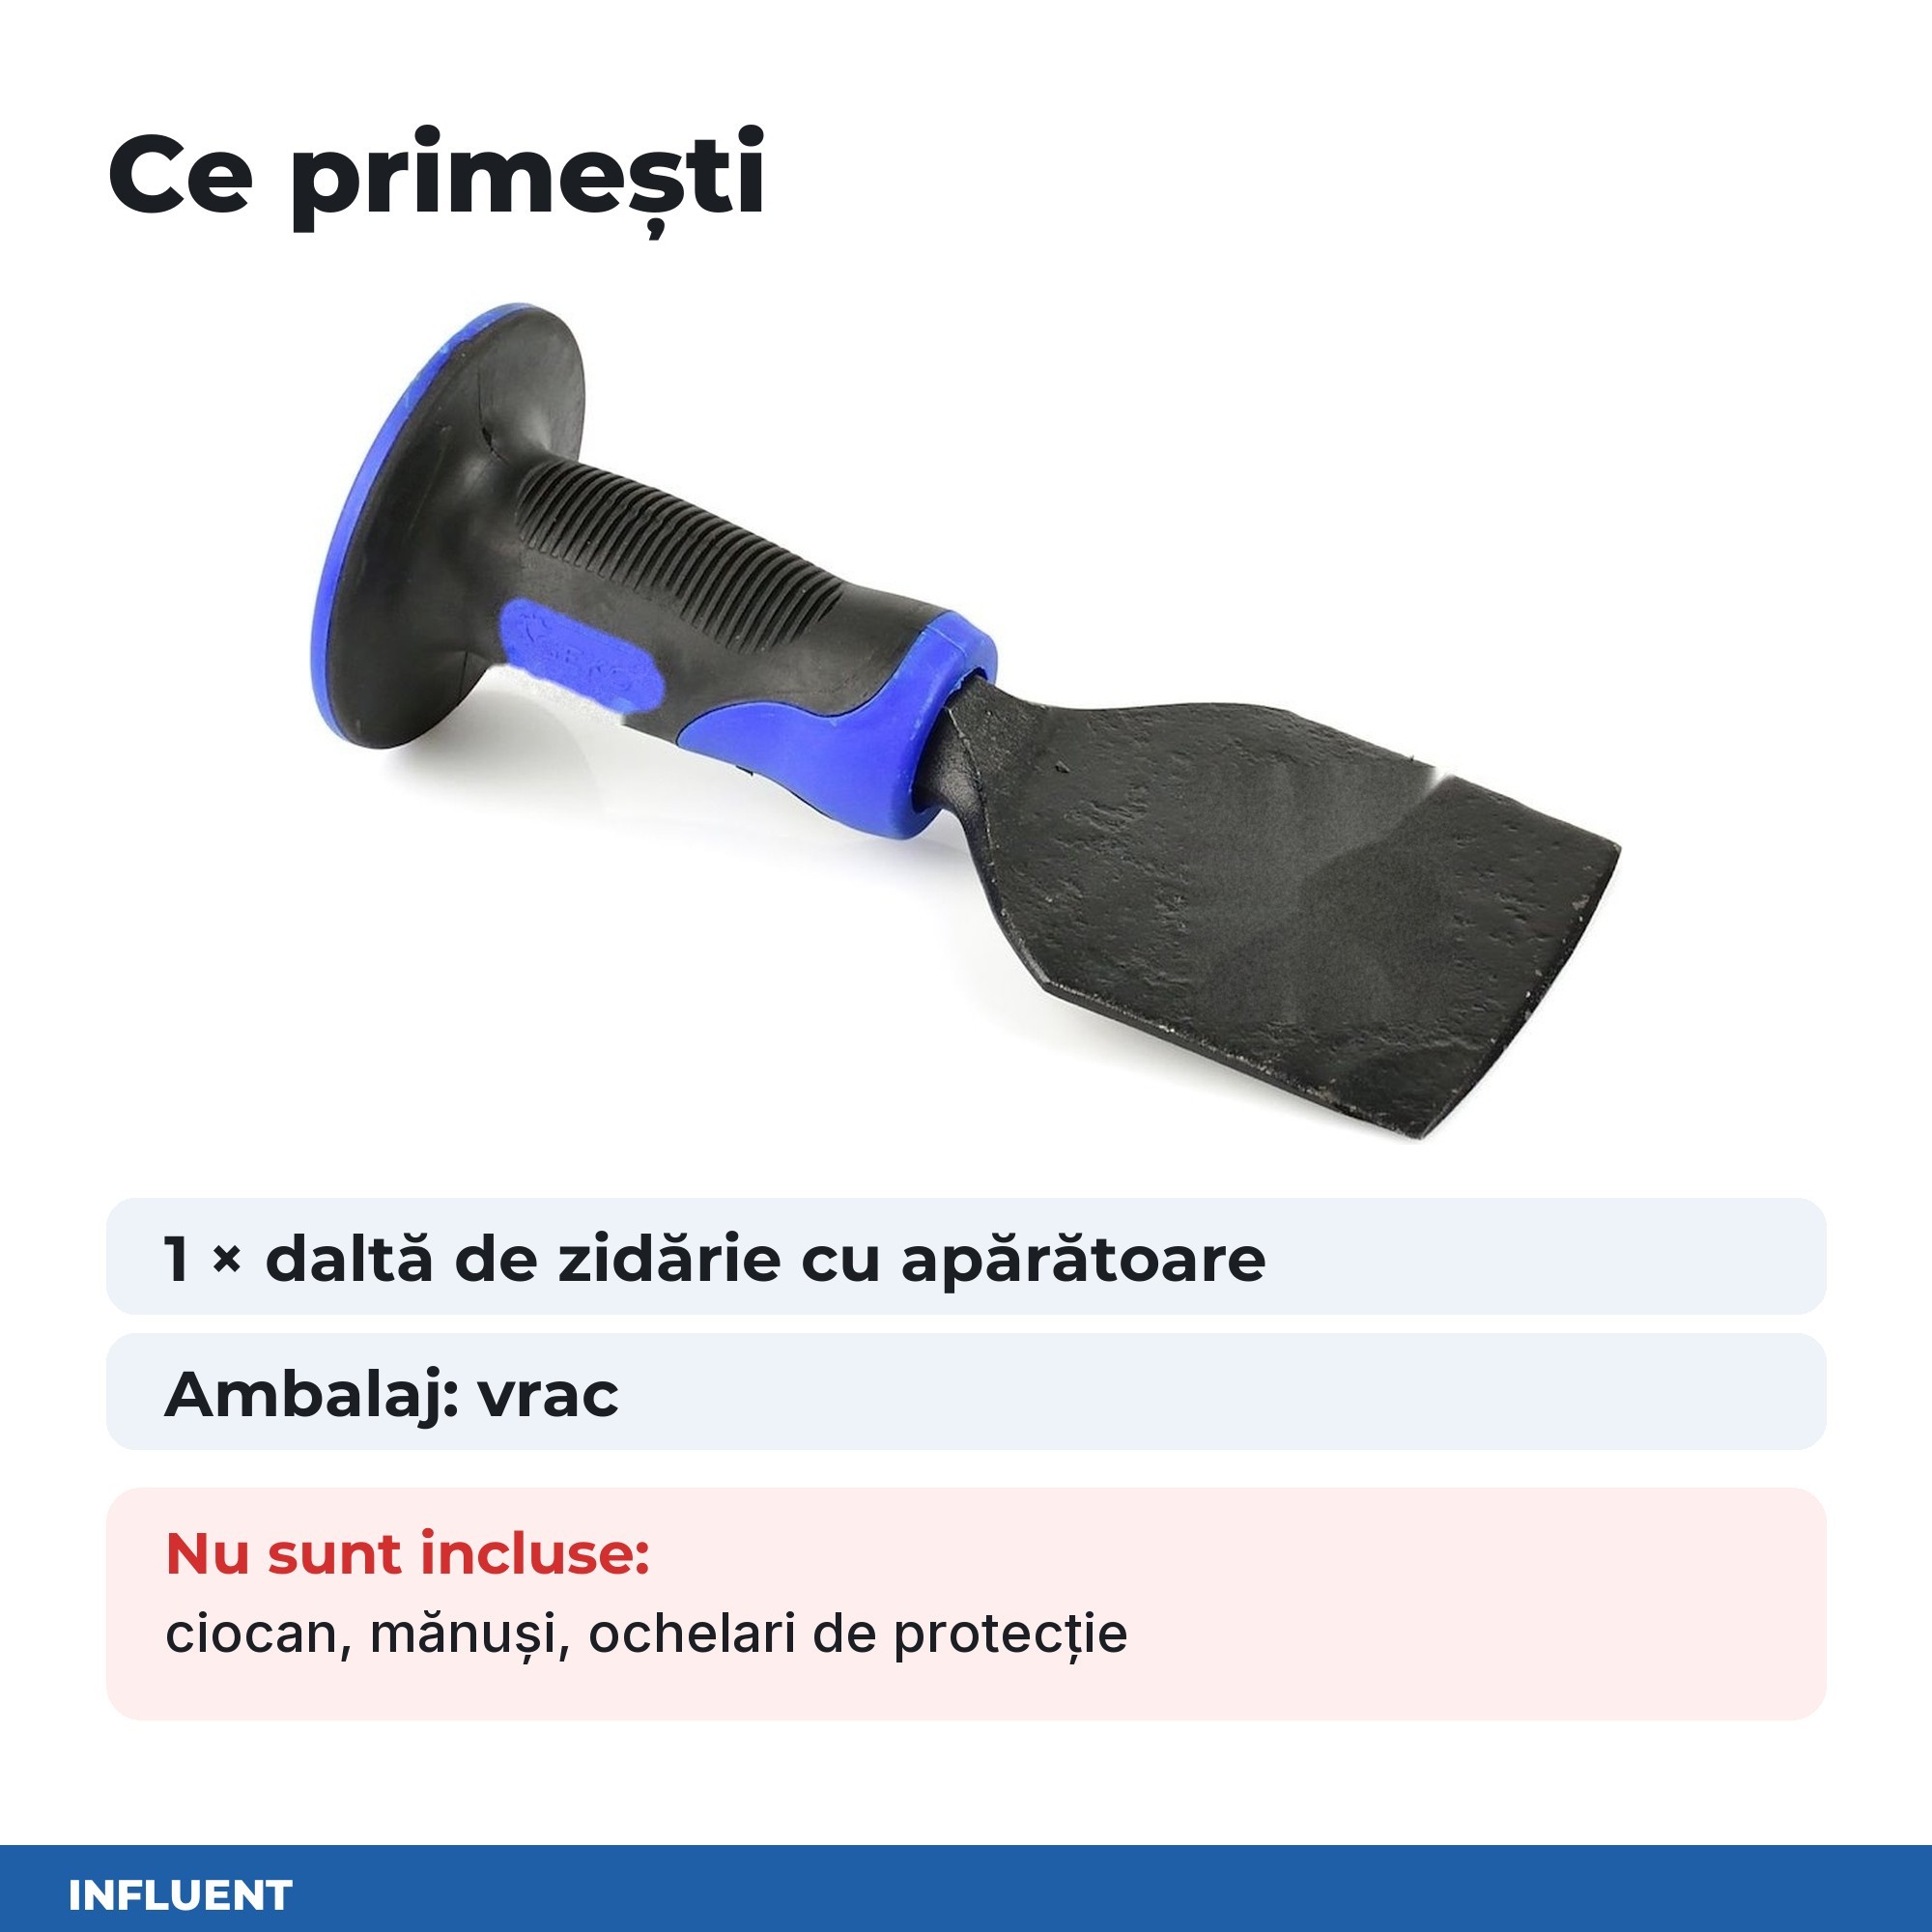 Ce primești
1 × daltă de zidărie cu apărătoare
Ambalaj: vrac
Nu sunt incluse:
ciocan, mănuși, ochelari de protecție
INFLUENT